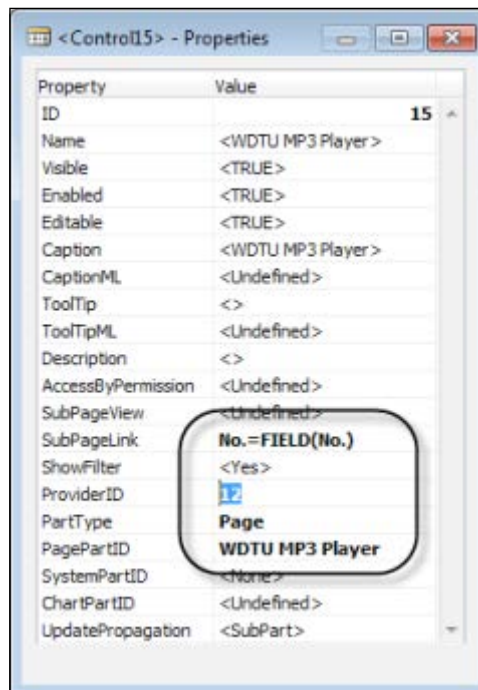 <Control15> - Properties
Property Value
ID 15
Name <WDTU MP3 Player>
Visible <TRUE>
Enabled <TRUE>
Editable <TRUE>
Caption <WDTU MP3 Player>
CaptionML <Undefined>
ToolTip <>
ToolTipML <Undefined>
Description <>
AccessByPermission <Undefined>
SubPageView <Undefined>
SubPageLink No.=FIELD(No.)
ShowFilter <Yes>
ProviderID 12
PartType Page
PagePartID WDTU MP3 Player
SystemPartID <None>
ChartPartID <Undefined>
UpdatePropagation <SubPart>